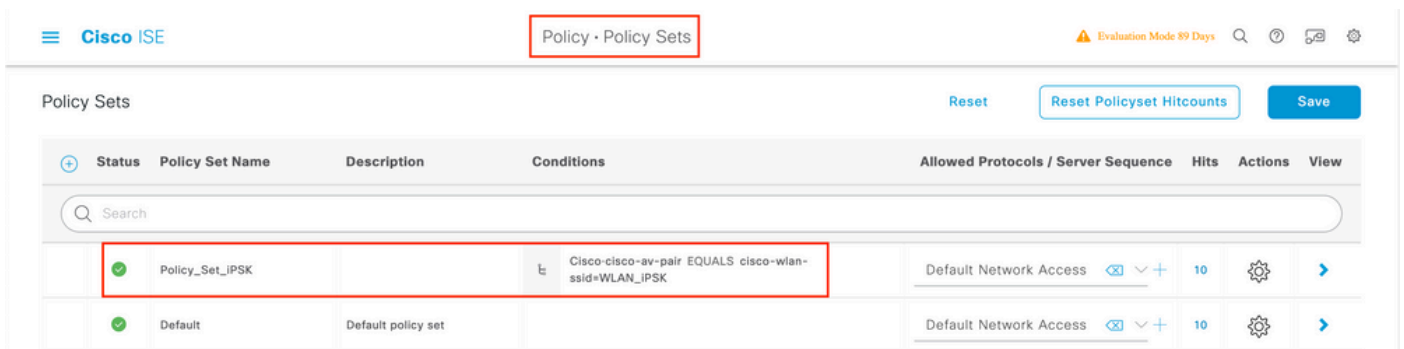 Cisco ISE
Policy · Policy Sets
Evaluation Mode 89 Days
Policy Sets
Reset
Reset Policyset Hitcounts
Save
Status Policy Set Name Description Conditions Allowed Protocols / Server Sequence Hits Actions View
Search
Policy_Set_iPSK
Cisco-cisco-av-pair EQUALS cisco-wlan-
ssid=WLAN_iPSK
Default Network Access
10
Default Default policy set Default Network Access 10